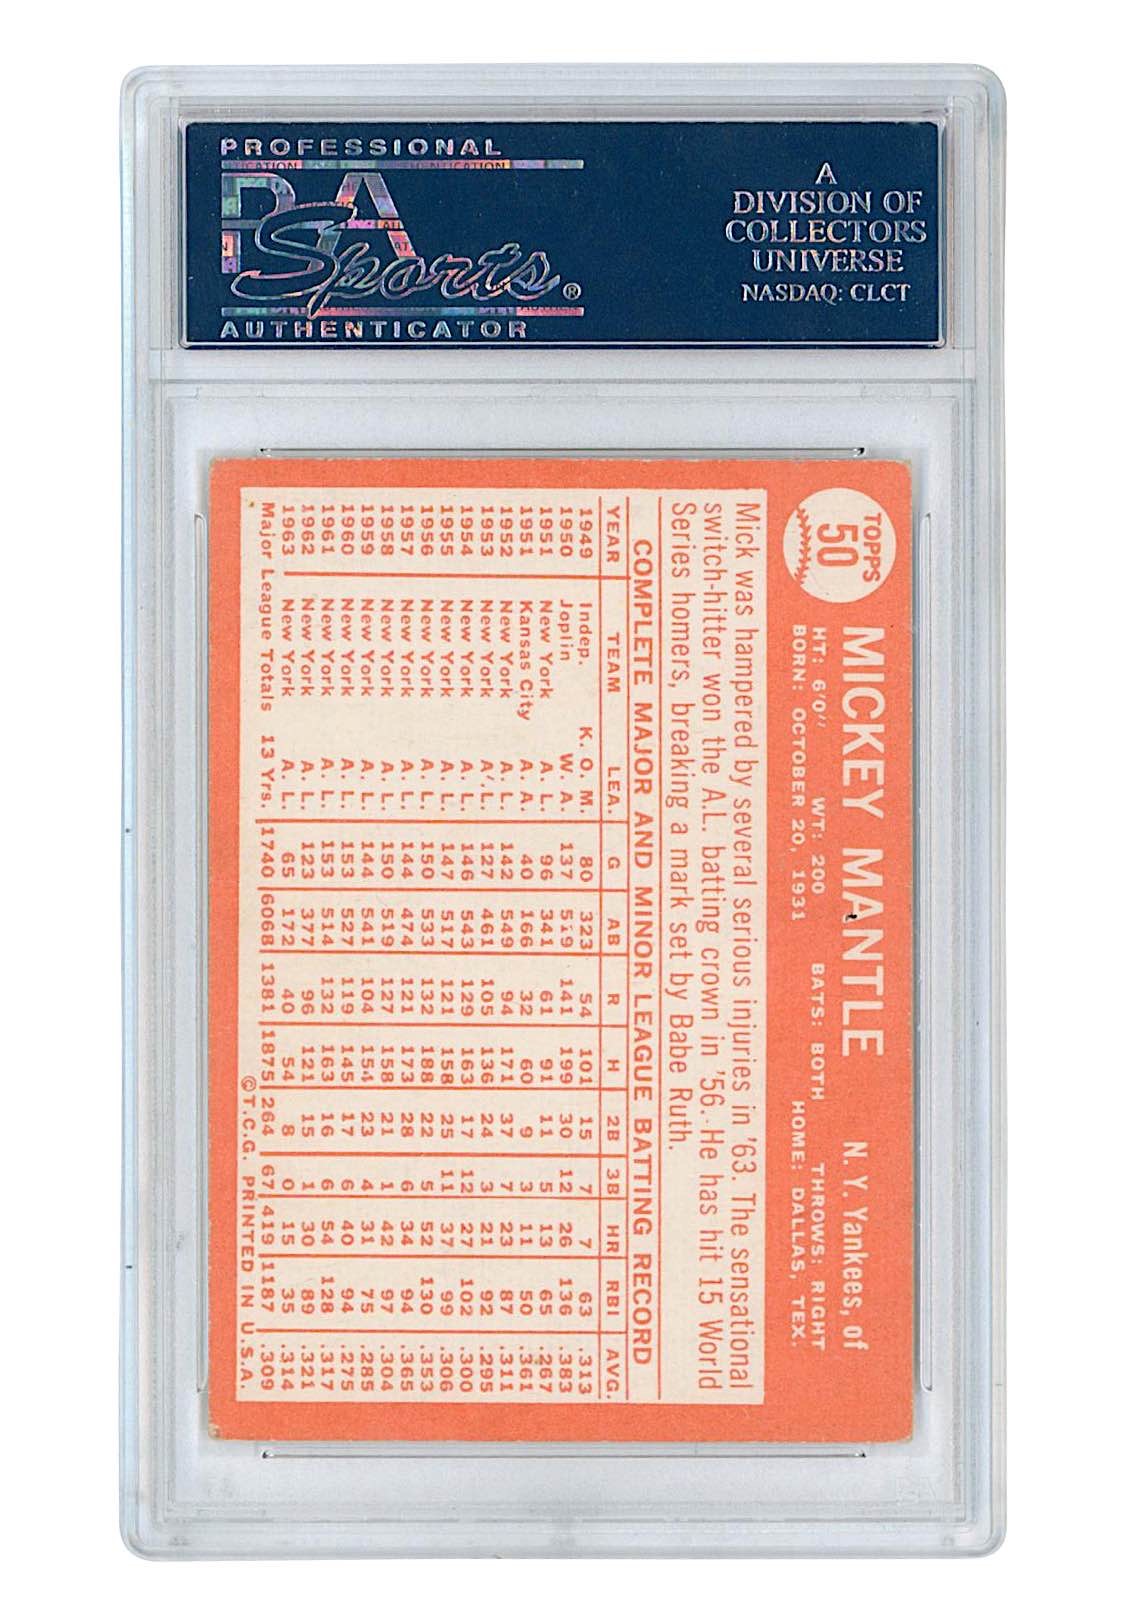 PROFESSIONAL
PSA
Sports®
AUTHENTICATOR
A
DIVISION OF
COLLECTORS
UNIVERSE
NASDAQ: CLCT
TOPPS
50
MICKEY MANTLE N. Y. Yankees, of
HT: 6'0" WT: 200 BATS: BOTH THROWS: RIGHT
BORN: OCTOBER 20, 1931 HOME: DALLAS, TEX.
Mick was hampered by several serious injuries in '63. The sensational
switch-hitter won the A.L. batting crown in '56. He has hit 15 World
Series homers, breaking a mark set by Babe Ruth.
COMPLETE MAJOR AND MINOR LEAGUE BATTING RECORD
YEAR TEAM LEA. G AB R H 2B 3B HR RBI AVG.
1949 Indep. K. O. M. 80 323 54 101 15 7 7 63 .313
1950 Joplin W. A. 137 519 141 199 30 12 26 136 .383
1951 New York A. L. 96 341 61 91 11 5 13 65 .267
1951 Kansas City A. A. 40 166 32 60 9 3 11 50 .361
1952 New York A. L. 142 549 94 171 37 7 23 87 .311
1953 New York A. L. 127 461 105 136 24 3 21 92 .295
1954 New York A. L. 146 543 129 163 17 12 27 102 .300
1955 New York A. L. 147 517 121 158 25 11 37 99 .306
1956 New York A. L. 150 533 132 188 22 5 52 130 .353
1957 New York A. L. 144 474 121 173 28 6 34 94 .365
1958 New York A. L. 150 519 127 158 21 1 42 97 .304
1959 New York A. L. 144 541 104 154 23 4 31 75 .285
1960 New York A. L. 153 527 119 145 17 6 40 94 .275
1961 New York A. L. 153 514 132 163 16 6 54 128 .317
1962 New York A. L. 123 377 96 121 15 1 30 89 .321
1963 New York A. L. 65 172 40 54 8 0 15 35 .314
Major League Totals 13 Yrs. 1740 6068 1381 1875 264 67 419 1187 .309
©T.C.G. PRINTED IN U.S.A.